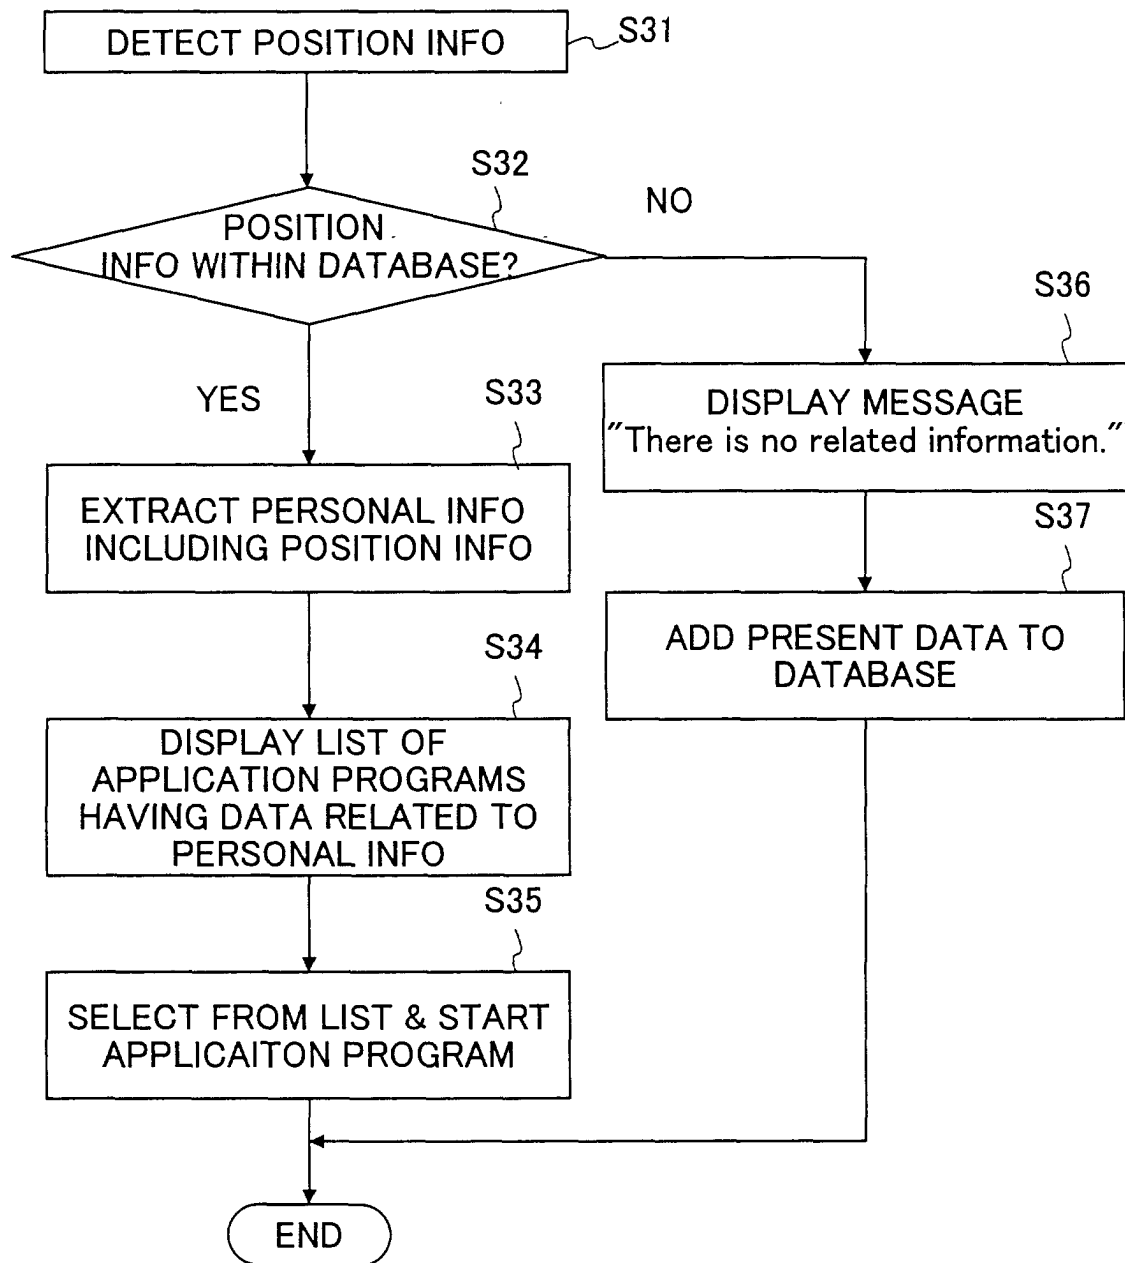 DETECT POSITION INFO
S31
S32
POSITION
INFO WITHIN DATABASE?
NO
YES
S33
EXTRACT PERSONAL INFO
INCLUDING POSITION INFO
S34
DISPLAY LIST OF
APPLICATION PROGRAMS
HAVING DATA RELATED TO
PERSONAL INFO
S35
SELECT FROM LIST & START
APPLICAITON PROGRAM
S36
DISPLAY MESSAGE
"There is no related information."
S37
ADD PRESENT DATA TO
DATABASE
END